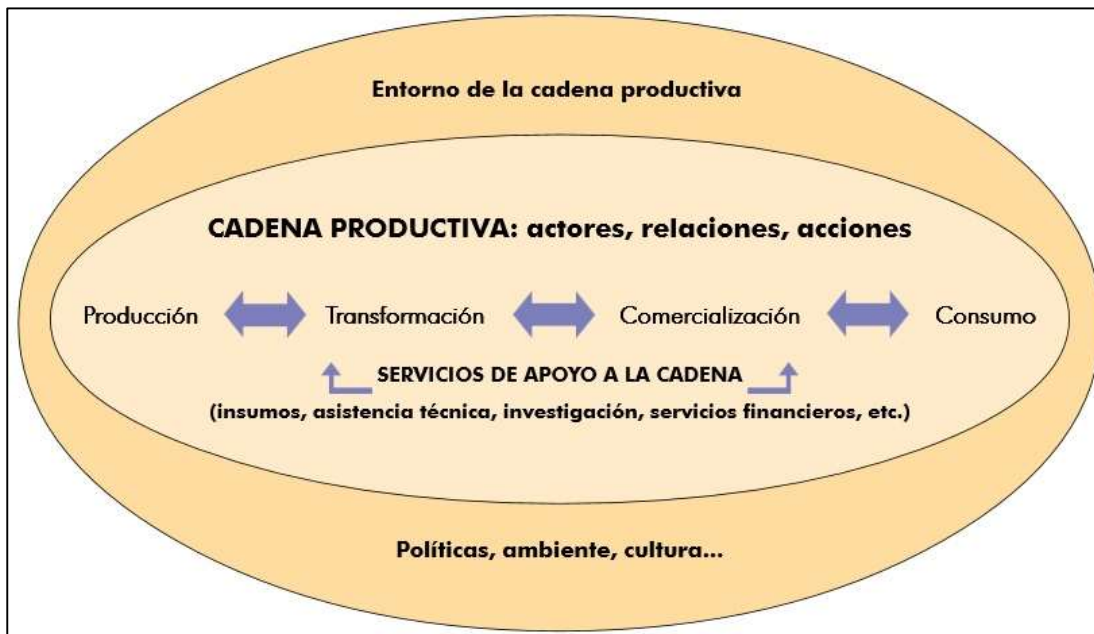 Entorno de la cadena productiva
CADENA PRODUCTIVA: actores, relaciones, acciones
Producción Transformación Comercialización Consumo
SERVICIOS DE APOYO A LA CADENA
(insumos, asistencia técnica, investigación, servicios financieros, etc.)
Políticas, ambiente, cultura...